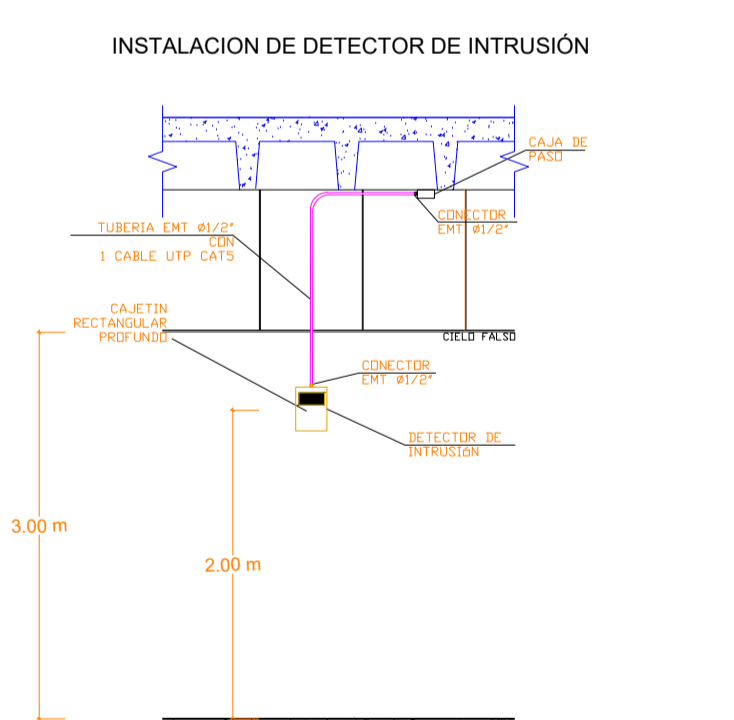 INSTALACION DE DETECTOR DE INTRUSIÓN
CAJA DE
PASO
CONECTOR
EMT Ø1/2"
TUBERIA EMT Ø1/2"
CON
1 CABLE UTP CAT5
CAJETIN
RECTANGULAR
PROFUNDO
CIELO FALSO
CONECTOR
EMT Ø1/2"
DETECTOR DE
INTRUSIóN
3.00 m
2.00 m